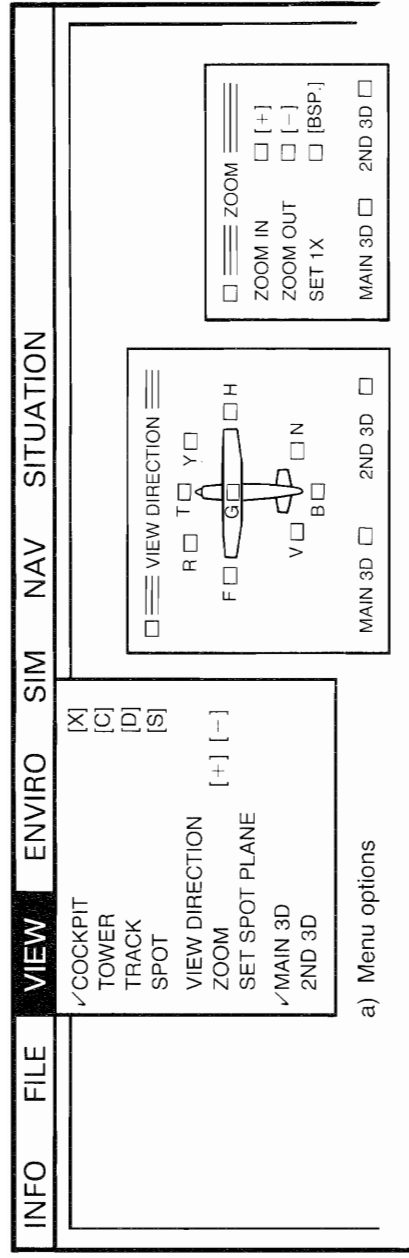 INFO FILE VIEW ENVIRO SIM NAV SITUATION
✓COCKPIT [X]
TOWER [C]
TRACK [D]
SPOT [S]
VIEW DIRECTION
ZOOM [+] [−]
SET SPOT PLANE
✓MAIN 3D
2ND 3D
a) Menu options
VIEW DIRECTION
R T Y
F G H
V B N
MAIN 3D 2ND 3D
ZOOM
ZOOM IN [+]
ZOOM OUT [−]
SET 1X [BSP.]
MAIN 3D 2ND 3D